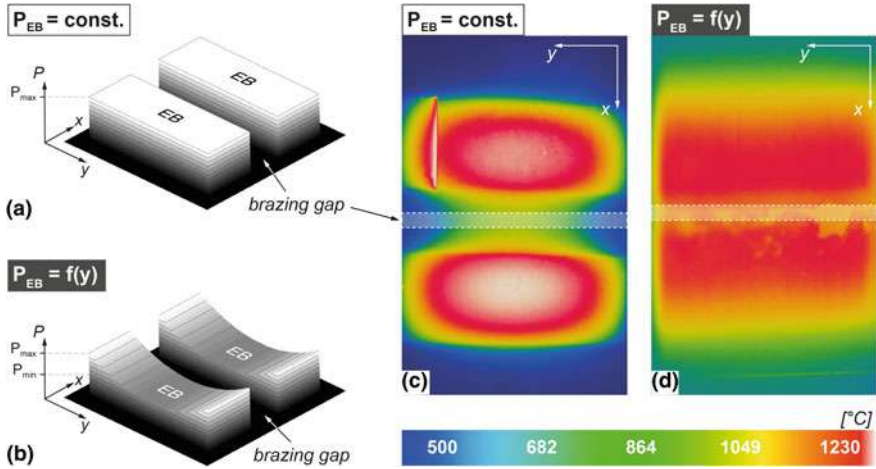 P_EB = const.
P
P_max
EB
EB
x
y
brazing gap
(a)
P_EB = f(y)
P
P_max
P_min
EB
EB
x
y
brazing gap
(b)
P_EB = const.
y
x
(c)
P_EB = f(y)
y
x
(d)
[°C]
500 682 864 1049 1230